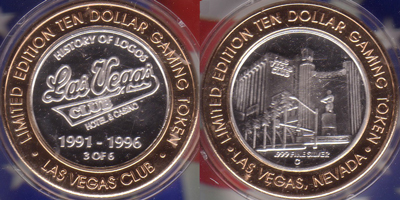 LIMITED EDITION TEN DOLLAR GAMING TOKEN
HISTORY OF LOGOS
Las Vegas
CLUB
HOTEL & CASINO
1991 - 1996
3 OF 6
• LAS VEGAS CLUB •
LIMITED EDITION TEN DOLLAR GAMING TOKEN
.999 FINE SILVER
G
• LAS VEGAS, NEVADA •